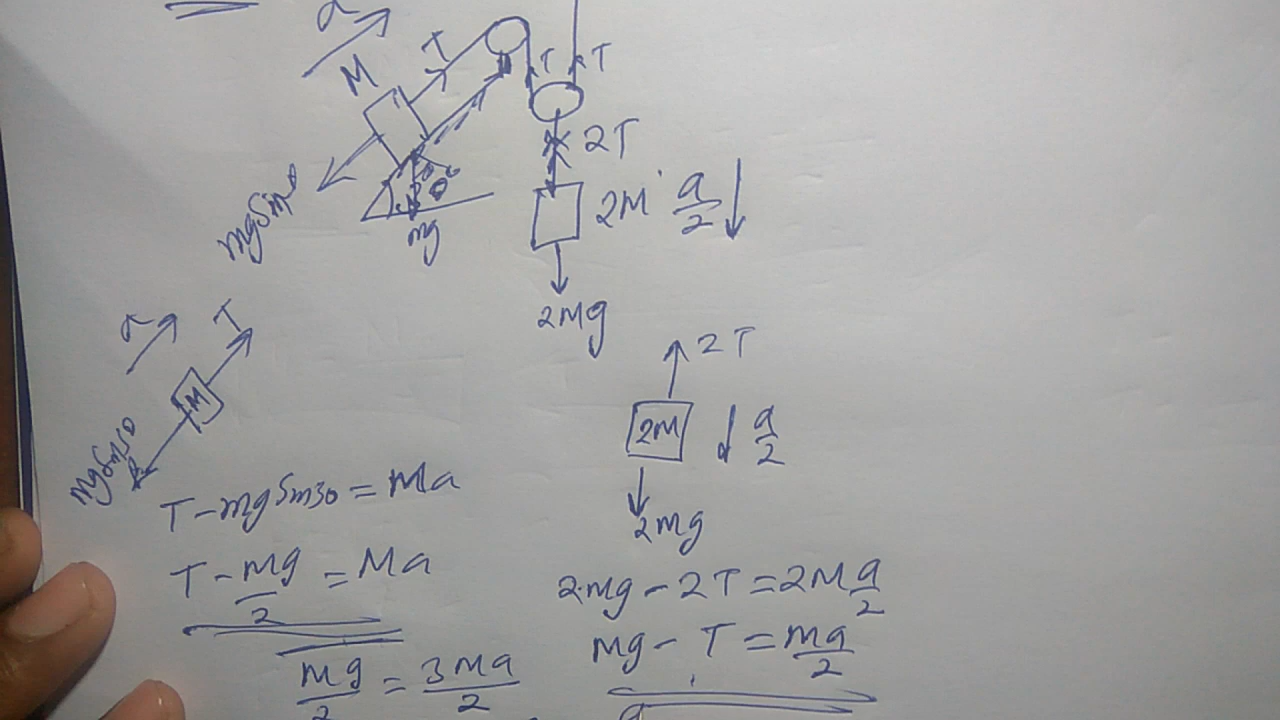 a
M
T
T
T
2T
2M a/2
mg sinθ
θ
mg
2Mg
a
T
M
mg sin30
2T
2M
a/2
2mg
T - mg sin30 = Ma
T - mg/2 = Ma
2mg - 2T = 2M a/2
Mg - T = ma/2
Mg/2 = 3Ma/2